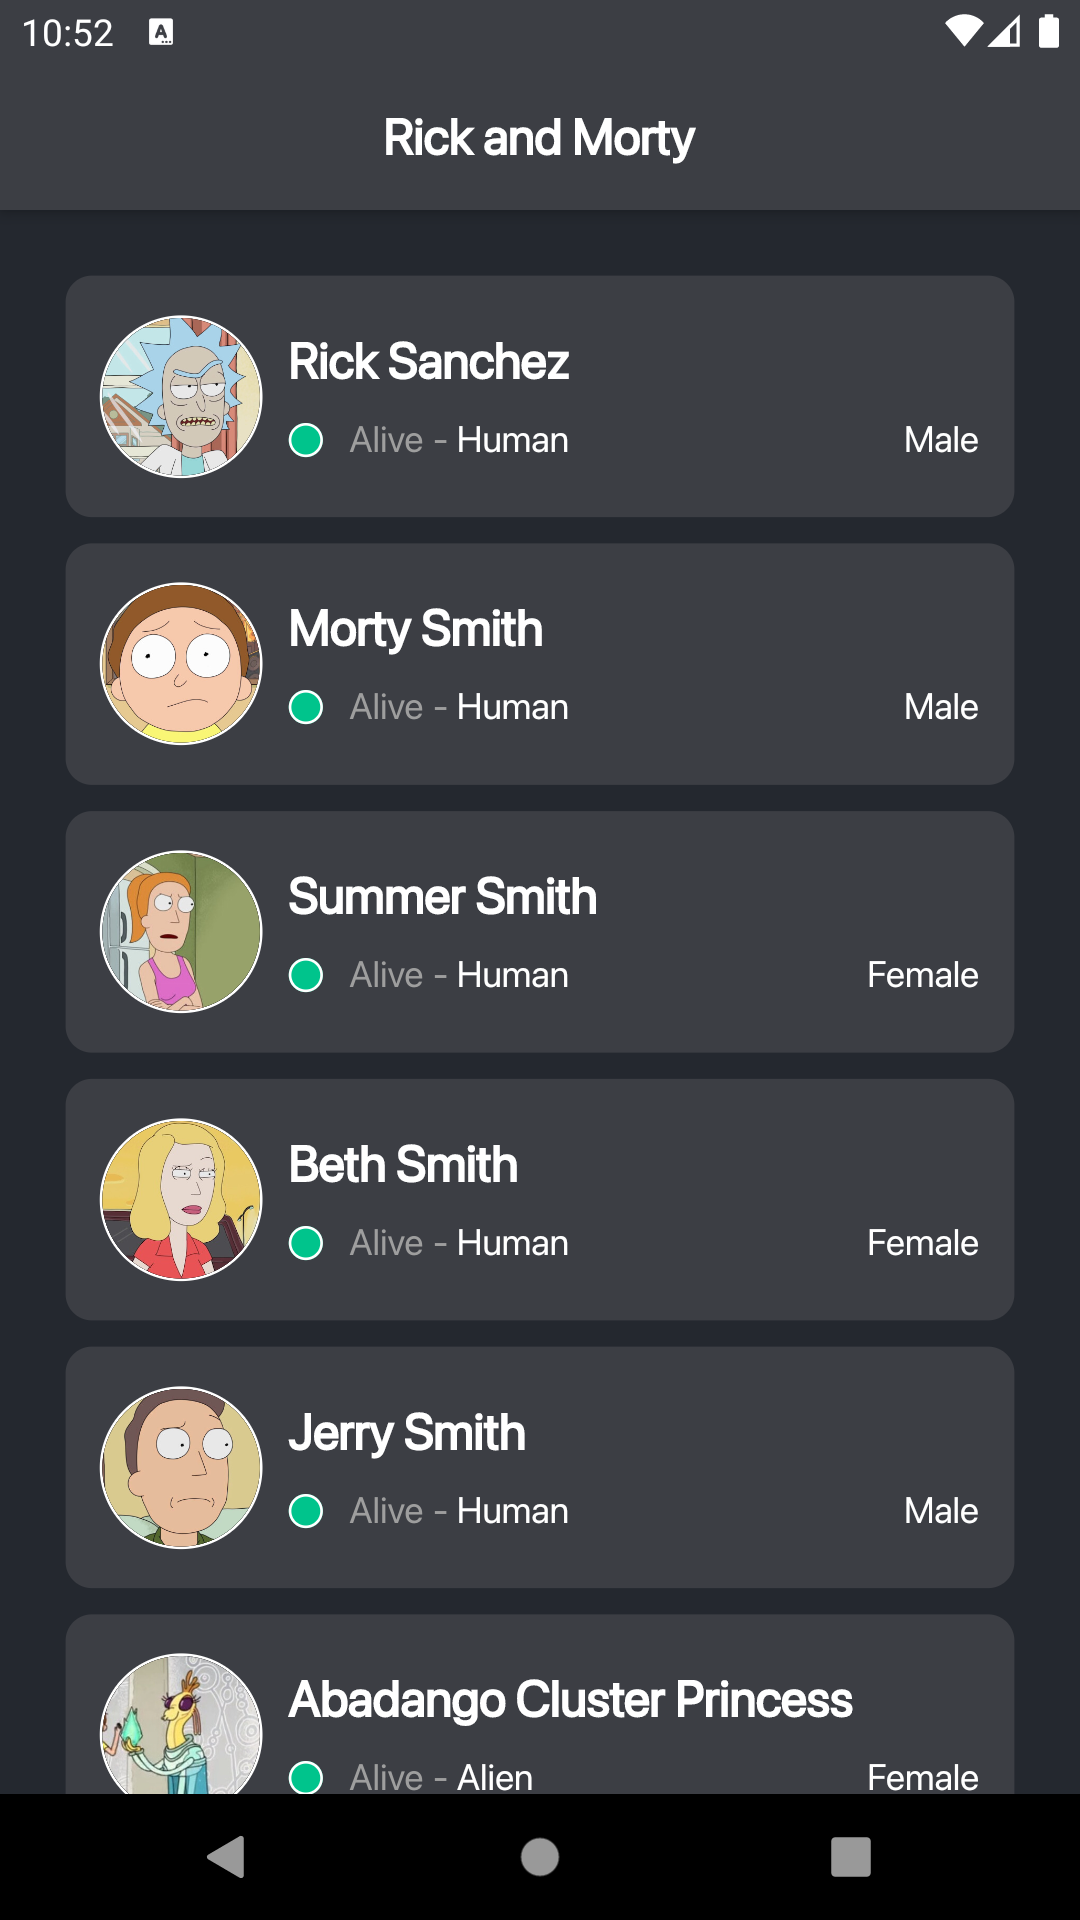 10:52
Rick and Morty
Rick Sanchez
Alive - Human Male
Morty Smith
Alive - Human Male
Summer Smith
Alive - Human Female
Beth Smith
Alive - Human Female
Jerry Smith
Alive - Human Male
Abadango Cluster Princess
Alive - Alien Female